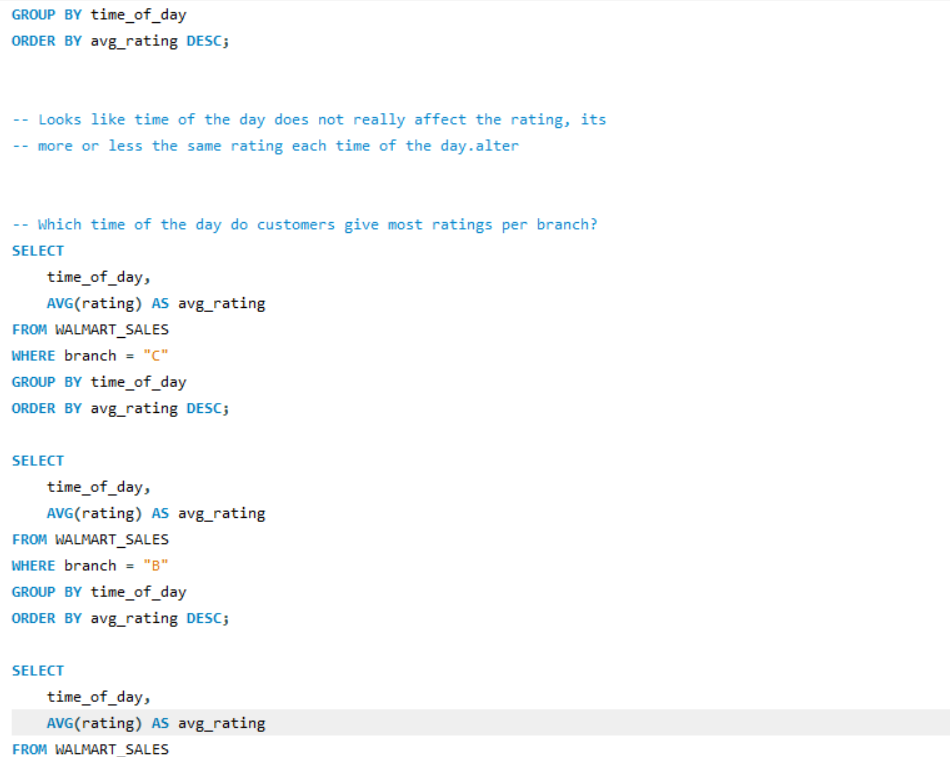 GROUP BY time_of_day
ORDER BY avg_rating DESC;
-- Looks like time of the day does not really affect the rating, its
-- more or less the same rating each time of the day.alter
-- Which time of the day do customers give most ratings per branch?
SELECT
    time_of_day,
    AVG(rating) AS avg_rating
FROM WALMART_SALES
WHERE branch = "C"
GROUP BY time_of_day
ORDER BY avg_rating DESC;
SELECT
    time_of_day,
    AVG(rating) AS avg_rating
FROM WALMART_SALES
WHERE branch = "B"
GROUP BY time_of_day
ORDER BY avg_rating DESC;
SELECT
    time_of_day,
    AVG(rating) AS avg_rating
FROM WALMART_SALES